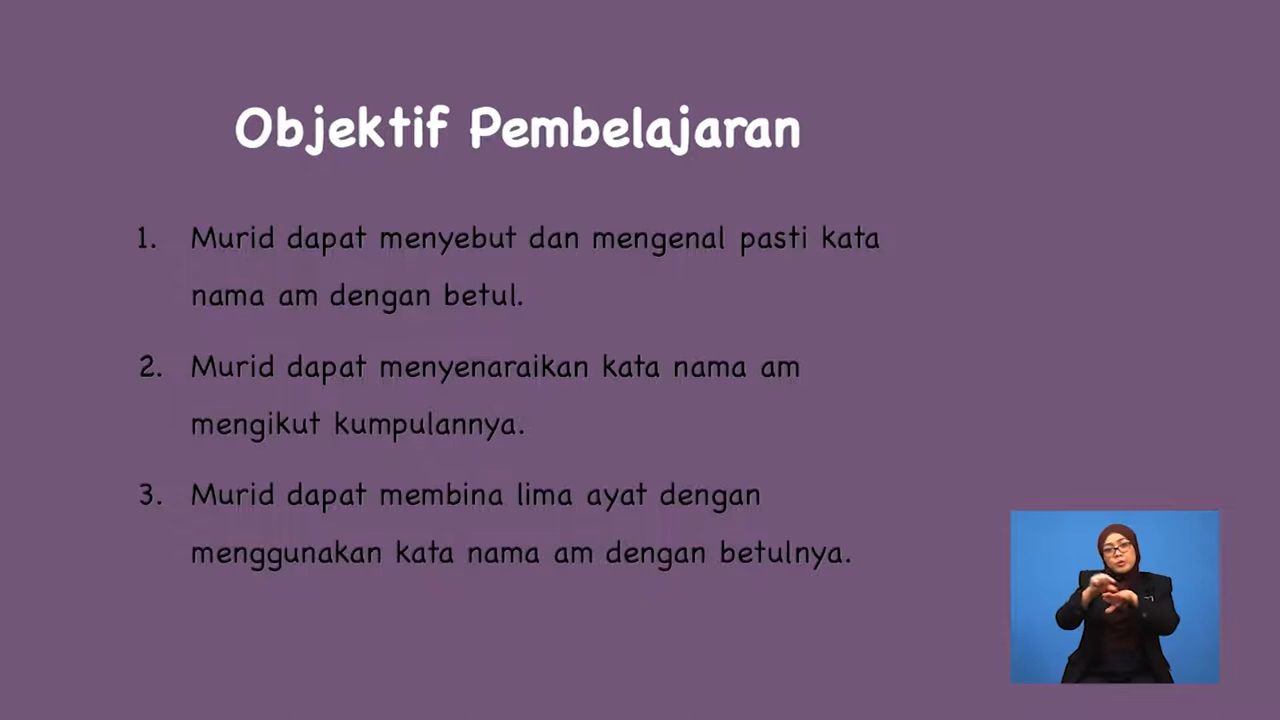 Objektif Pembelajaran
1. Murid dapat menyebut dan mengenal pasti kata
nama am dengan betul.
2. Murid dapat menyenaraikan kata nama am
mengikut kumpulannya.
3. Murid dapat membina lima ayat dengan
menggunakan kata nama am dengan betulnya.